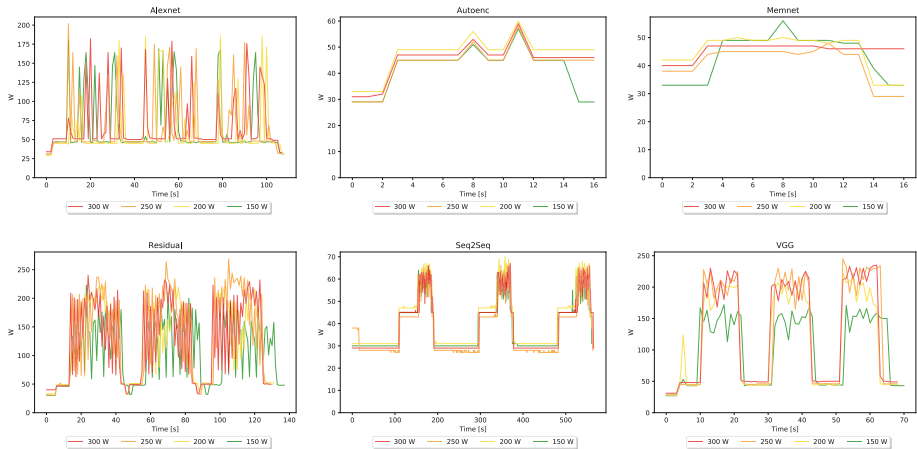 Alexnet
200
175
150
125
100
75
50
25
0
W
0 20 40 60 80 100
Time [s]
300 W 250 W 200 W 150 W
Autoenc
60
50
40
30
20
10
0
W
0 2 4 6 8 10 12 14 16
Time [s]
300 W 250 W 200 W 150 W
Memnet
50
40
30
20
10
0
W
0 2 4 6 8 10 12 14 16
Time [s]
300 W 250 W 200 W 150 W
Residual
250
200
150
100
50
0
W
0 20 40 60 80 100 120 140
Time [s]
300 W 250 W 200 W 150 W
Seq2Seq
70
60
50
40
30
20
10
0
W
0 100 200 300 400 500
Time [s]
300 W 250 W 200 W 150 W
VGG
200
150
100
50
0
W
0 10 20 30 40 50 60 70
Time [s]
300 W 250 W 200 W 150 W